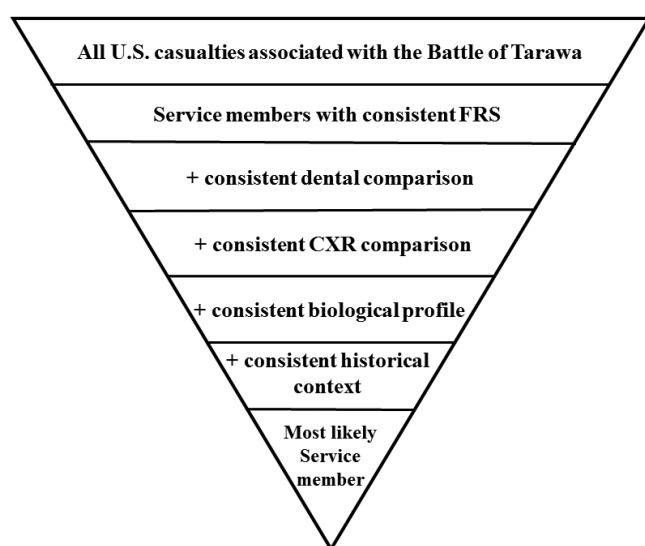 All U.S. casualties associated with the Battle of Tarawa
Service members with consistent FRS
+ consistent dental comparison
+ consistent CXR comparison
+ consistent biological profile
+ consistent historical
context
Most likely
Service
member